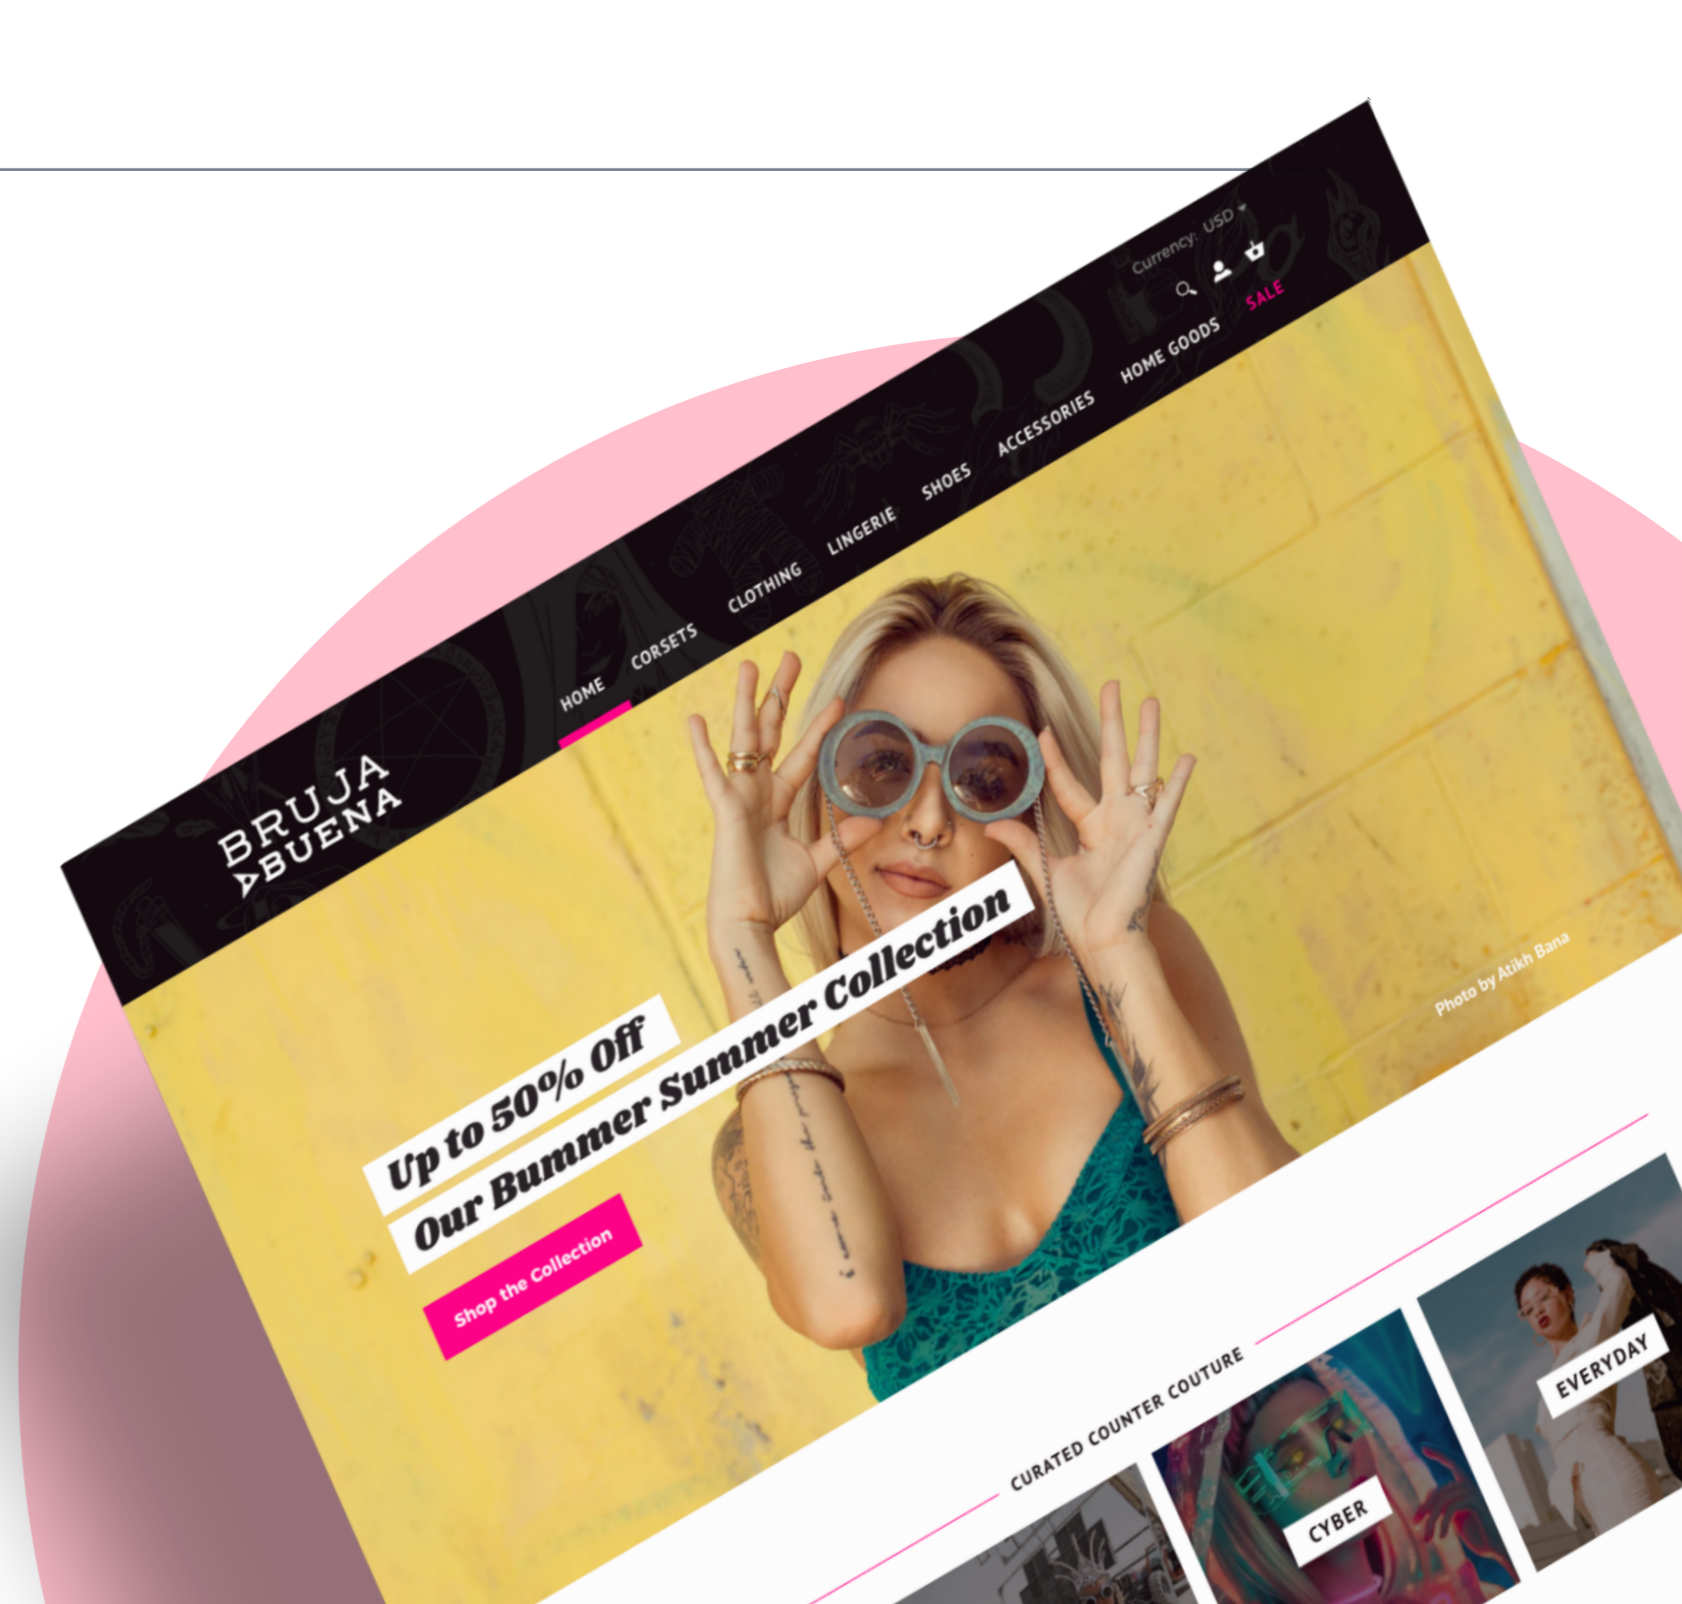 Currency: USD
BRUJA
BUENA
HOME CORSETS CLOTHING LINGERIE SHOES ACCESSORIES HOME GOODS SALE
Up to 50% Off
Our Bummer Summer Collection
Shop the Collection
Photo by Atikh Bana
CURATED COUNTER COUTURE
CYBER
EVERYDAY